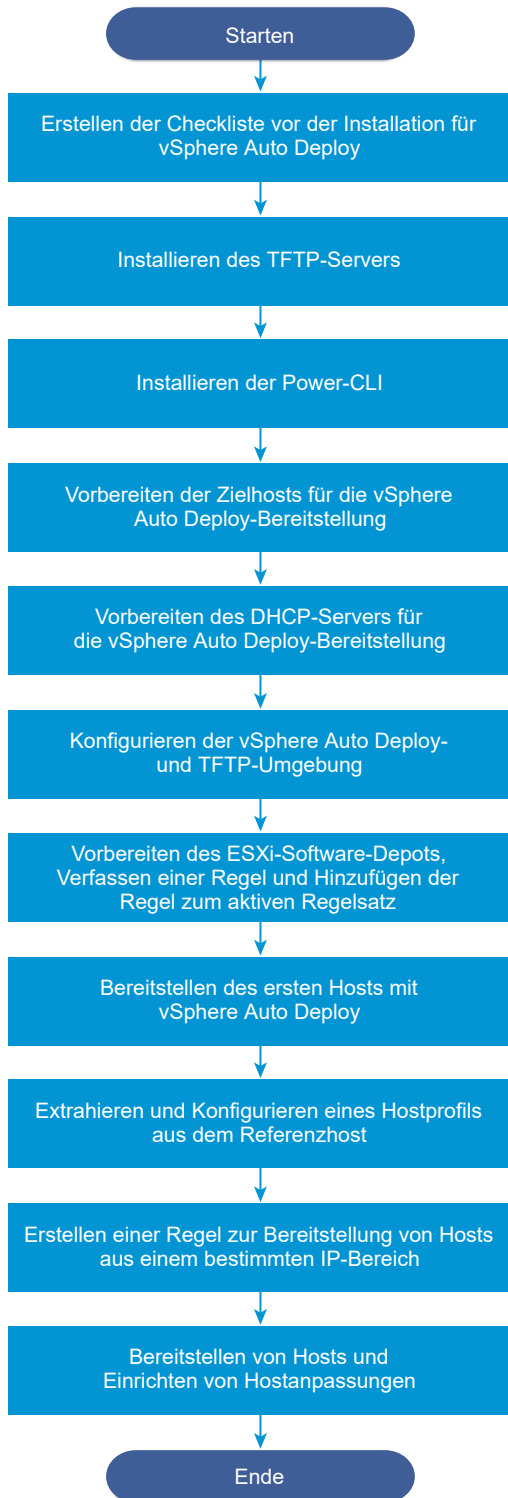 Starten
Erstellen der Checkliste vor der Installation für
vSphere Auto Deploy
Installieren des TFTP-Servers
Installieren der Power-CLI
Vorbereiten der Zielhosts für die vSphere
Auto Deploy-Bereitstellung
Vorbereiten des DHCP-Servers für
die vSphere Auto Deploy-Bereitstellung
Konfigurieren der vSphere Auto Deploy-
und TFTP-Umgebung
Vorbereiten des ESXi-Software-Depots,
Verfassen einer Regel und Hinzufügen der
Regel zum aktiven Regelsatz
Bereitstellen des ersten Hosts mit
vSphere Auto Deploy
Extrahieren und Konfigurieren eines Hostprofils
aus dem Referenzhost
Erstellen einer Regel zur Bereitstellung von Hosts
aus einem bestimmten IP-Bereich
Bereitstellen von Hosts und
Einrichten von Hostanpassungen
Ende